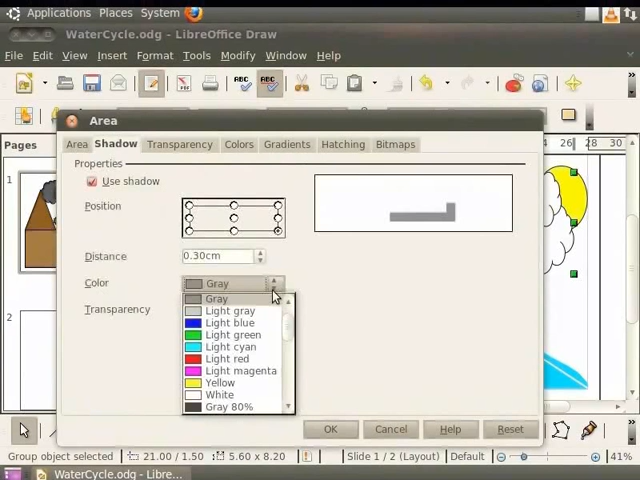 Applications Places System
WaterCycle.odg - LibreOffice Draw
File Edit View Insert Format Tools Modify Window Help
ABC ABC
Area
Pages
Area Shadow Transparency Colors Gradients Hatching Bitmaps
26 28 30
Properties
1
Use shadow
Position
Distance 0.30cm
Color Gray
Transparency
Gray
Light gray
Light blue
2
Light green
Light cyan
Light red
Light magenta
Yellow
White
Gray 80%
OK Cancel Help Reset
Group object selected 21.00 / 1.50 5.60 x 8.20 Slide 1 / 2 (Layout) Default 41%
WaterCycle.odg - Libre...